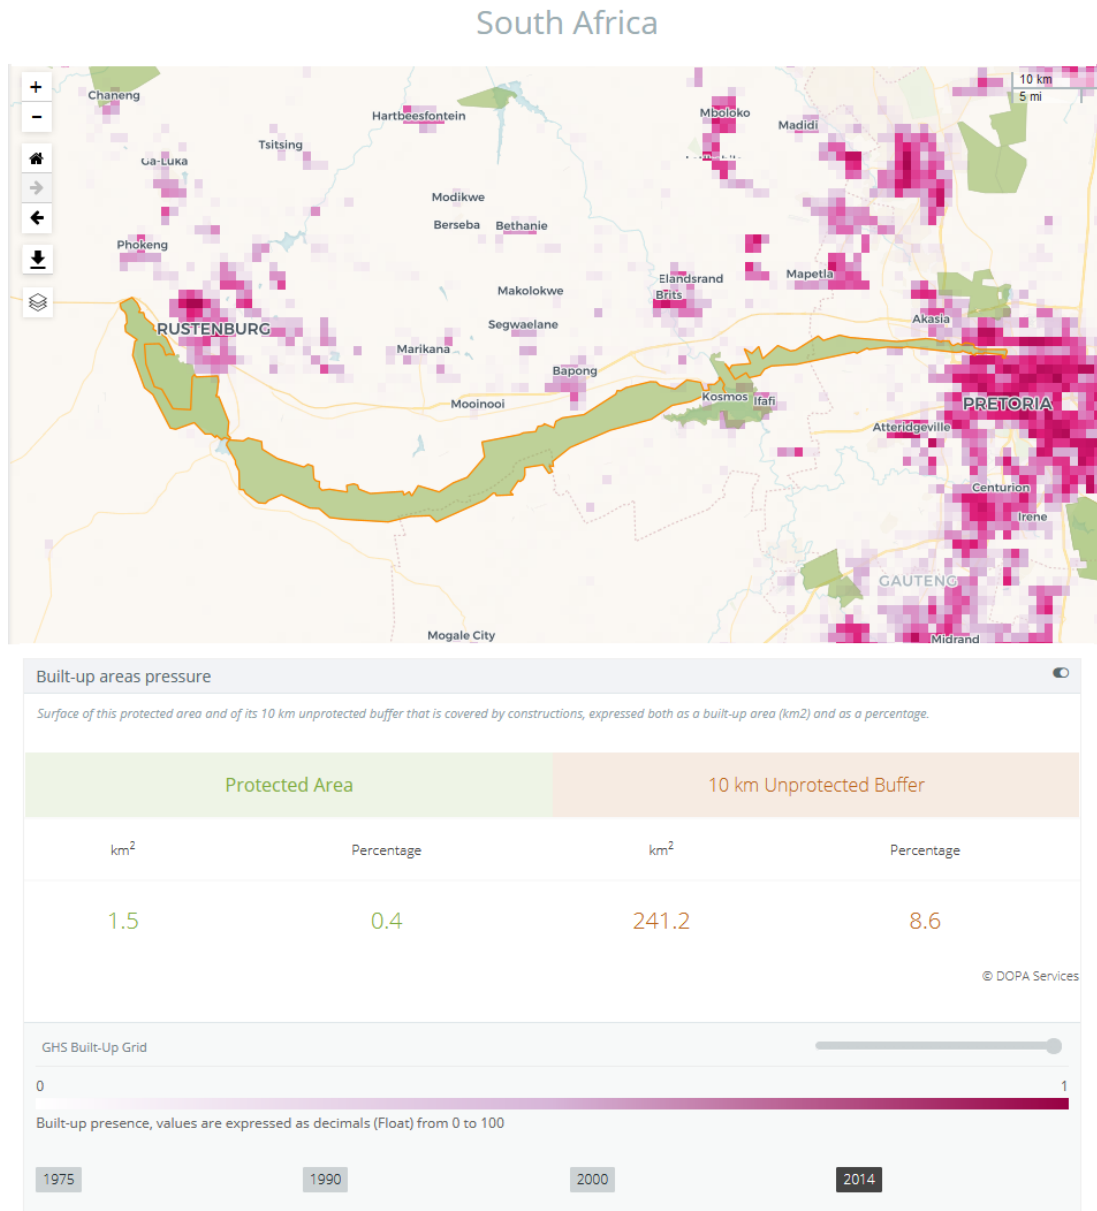 South Africa
+
-
10 km
5 mi
Chaneng
Hartbeesfontein
Mboloko
Madidi
Tsitsing
Ga-Luka
Modikwe
Berseba
Bethanie
Phokeng
Elandsrand
Mapetla
Makolokwe
Brits
Akasia
RUSTENBURG
Segwaelane
Marikana
Bapong
Kosmos
Ifafi
Mooinooi
PRETORIA
Atteridgeville
Centurion
Irene
GAUTENG
Mogale City
Midrand
Built-up areas pressure
Surface of this protected area and of its 10 km unprotected buffer that is covered by constructions, expressed both as a built-up area (km2) and as a percentage.
Protected Area 10 km Unprotected Buffer
km² Percentage km² Percentage
1.5 0.4 241.2 8.6
© DOPA Services
GHS Built-Up Grid
0 1
Built-up presence, values are expressed as decimals (Float) from 0 to 100
1975 1990 2000 2014